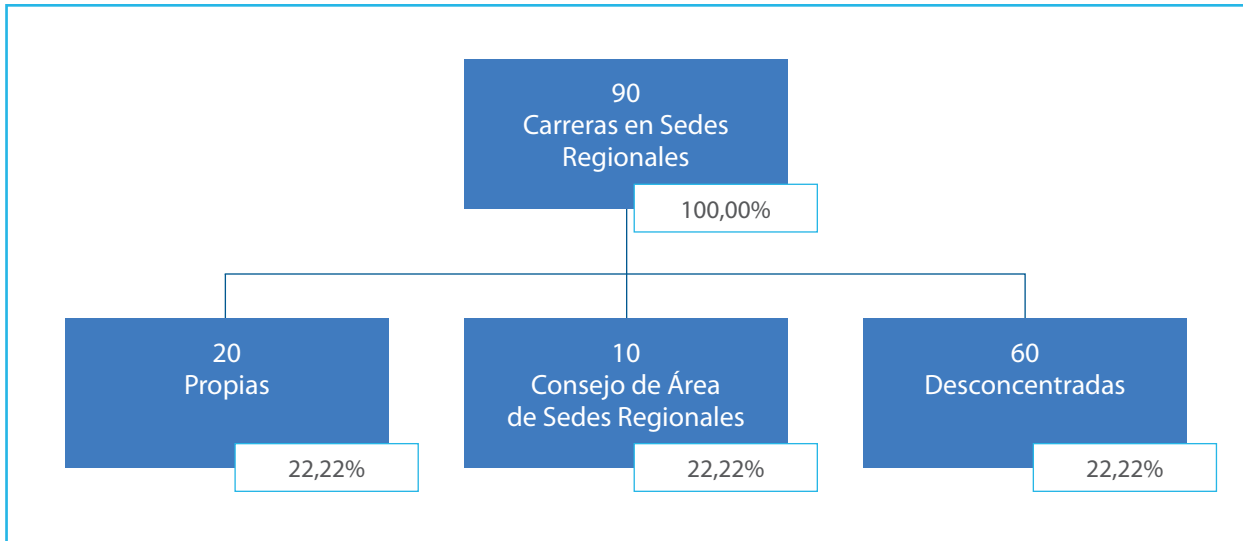 90
Carreras en Sedes
Regionales
100,00%
20
Propias
22,22%
10
Consejo de Área
de Sedes Regionales
22,22%
60
Desconcentradas
22,22%